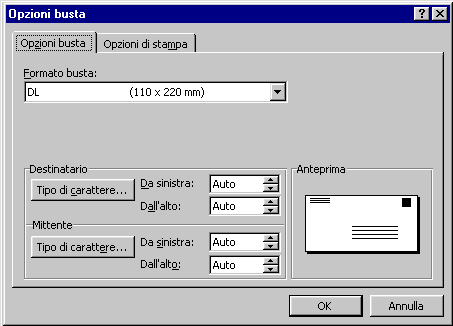 Opzioni busta
Opzioni busta Opzioni di stampa
Formato busta:
DL (110 x 220 mm)
Destinatario
Tipo di carattere... Da sinistra: Auto
Dall'alto: Auto
Mittente
Tipo di carattere... Da sinistra: Auto
Dall'alto: Auto
Anteprima
OK Annulla